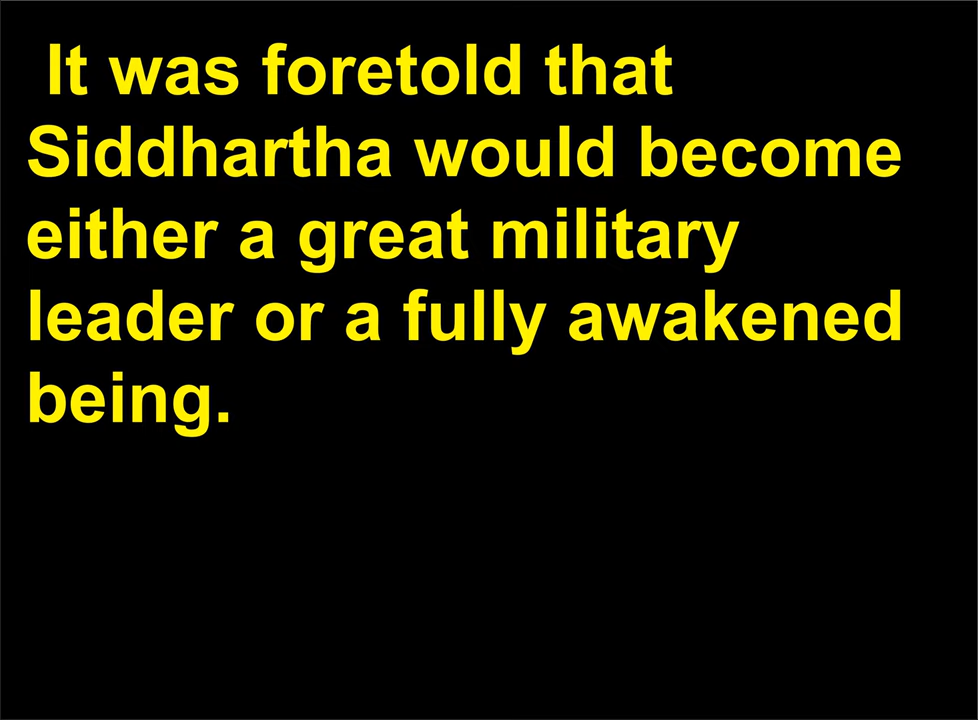 It was foretold that
Siddhartha would become
either a great military
leader or a fully awakened
being.